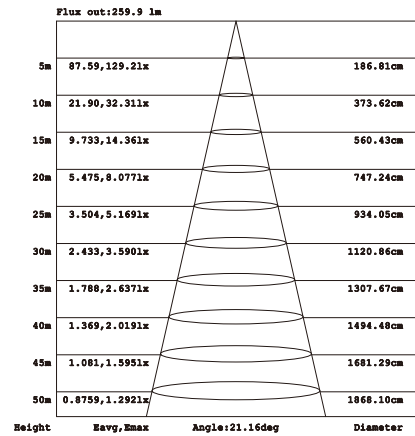 Flux out:259.9 lm
5m 87.59,129.2lx 186.81cm
10m 21.90,32.31lx 373.62cm
15m 9.733,14.36lx 560.43cm
20m 5.475,8.077lx 747.24cm
25m 3.504,5.169lx 934.05cm
30m 2.433,3.590lx 1120.86cm
35m 1.788,2.637lx 1307.67cm
40m 1.369,2.019lx 1494.48cm
45m 1.081,1.595lx 1681.29cm
50m 0.8759,1.292lx 1868.10cm
Height Eavg,Emax Angle:21.16deg Diameter